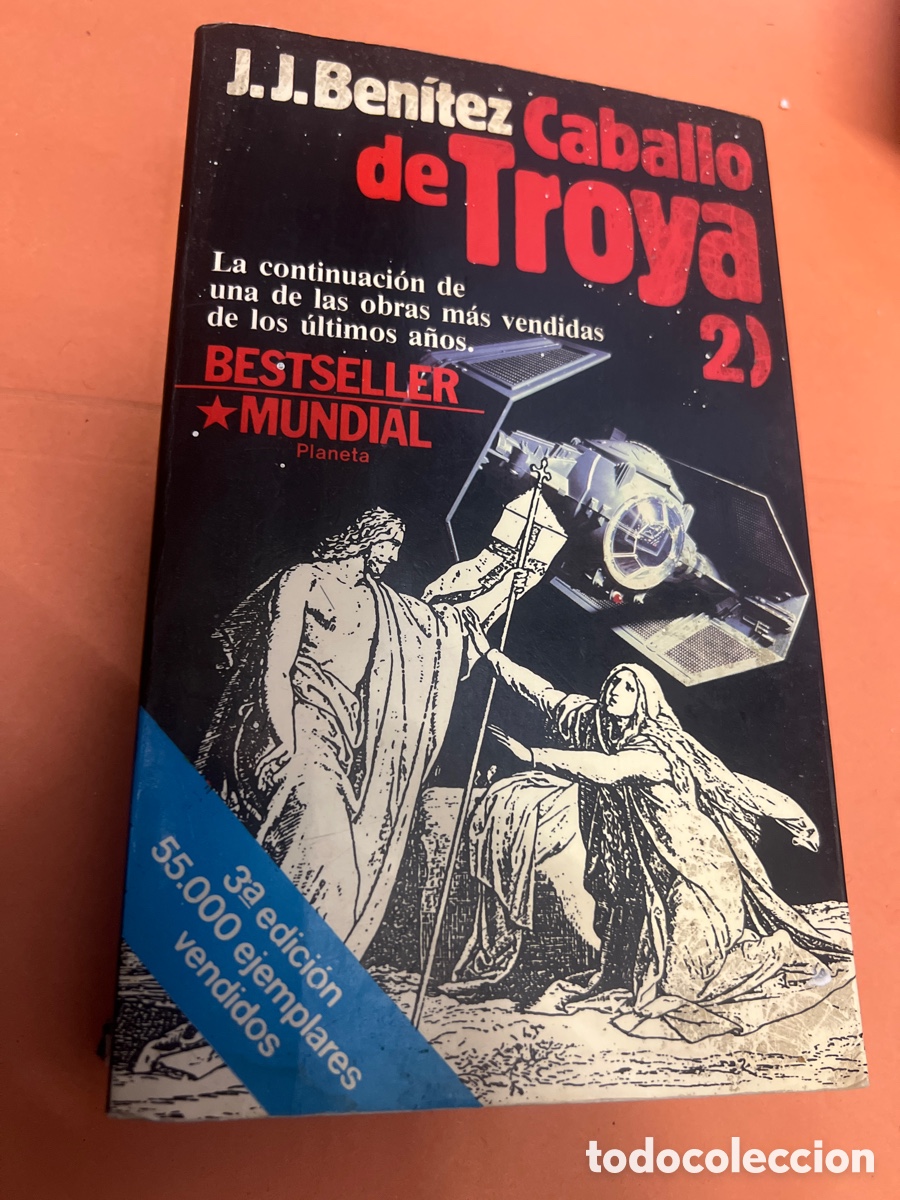 J.J.Benítez Caballo
de Troya
2)
La continuación de
una de las obras más vendidas
de los últimos años.
BESTSELLER
★MUNDIAL
Planeta
3ª edición
55.000 ejemplares
vendidos
todocoleccion